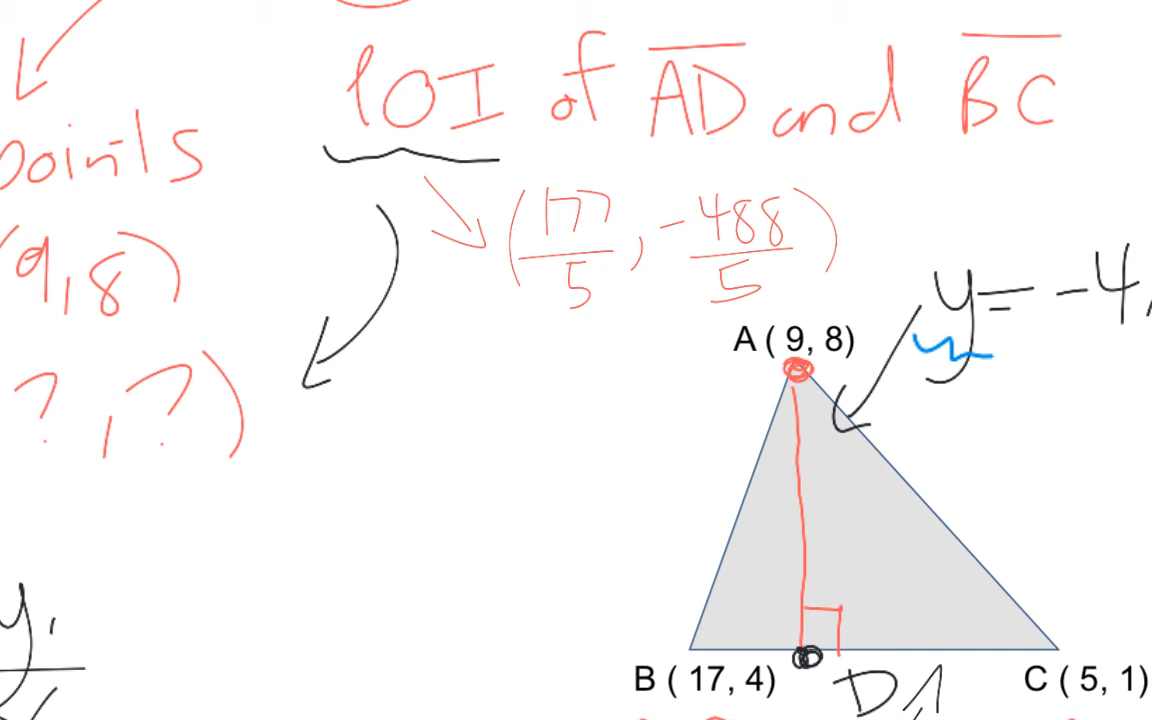 POI of AD and BC
points
(177/5, -488/5)
(9,8)
y = -4
A ( 9, 8)
?, ?)
y₁
B ( 17, 4)
D
C ( 5, 1)